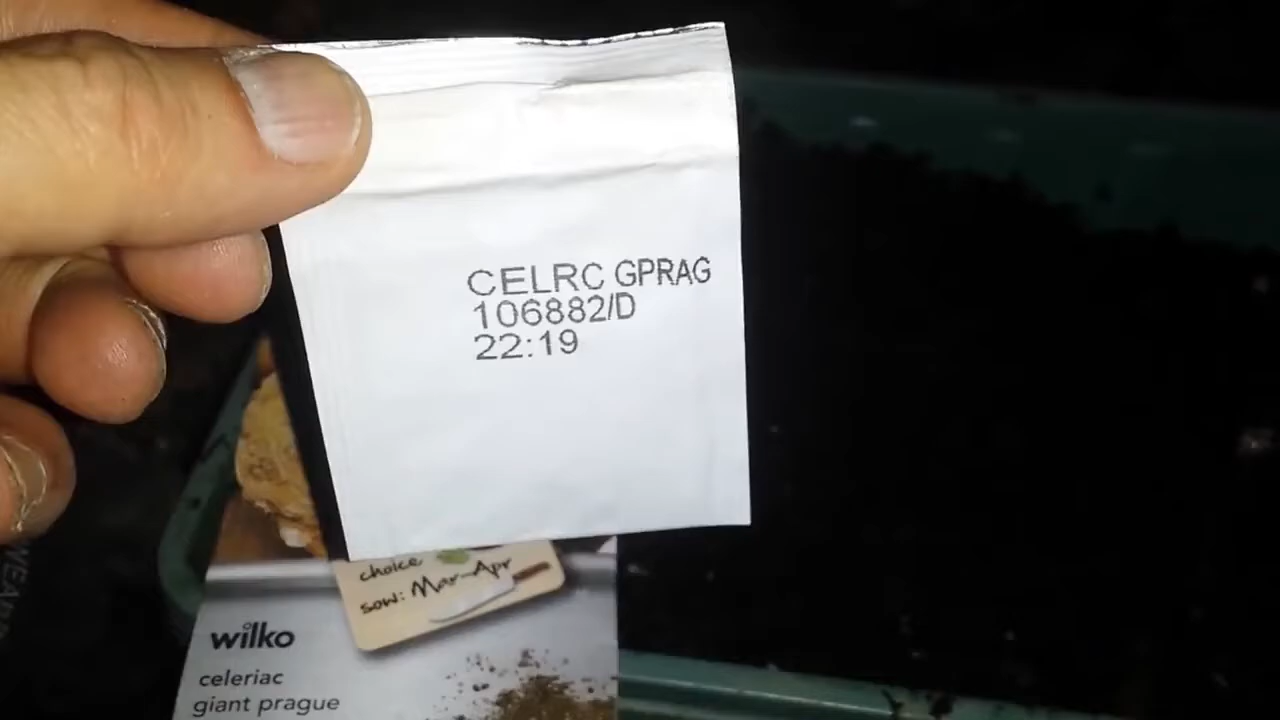 CELRC GPRAG
106882/D
22:19
choice
sow: Mar-Apr
wilko
celeriac
giant prague